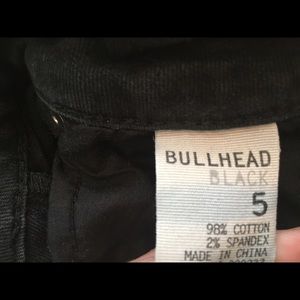 BULLHEAD
BLACK
5
98% COTTON
2% SPANDEX
MADE IN CHINA